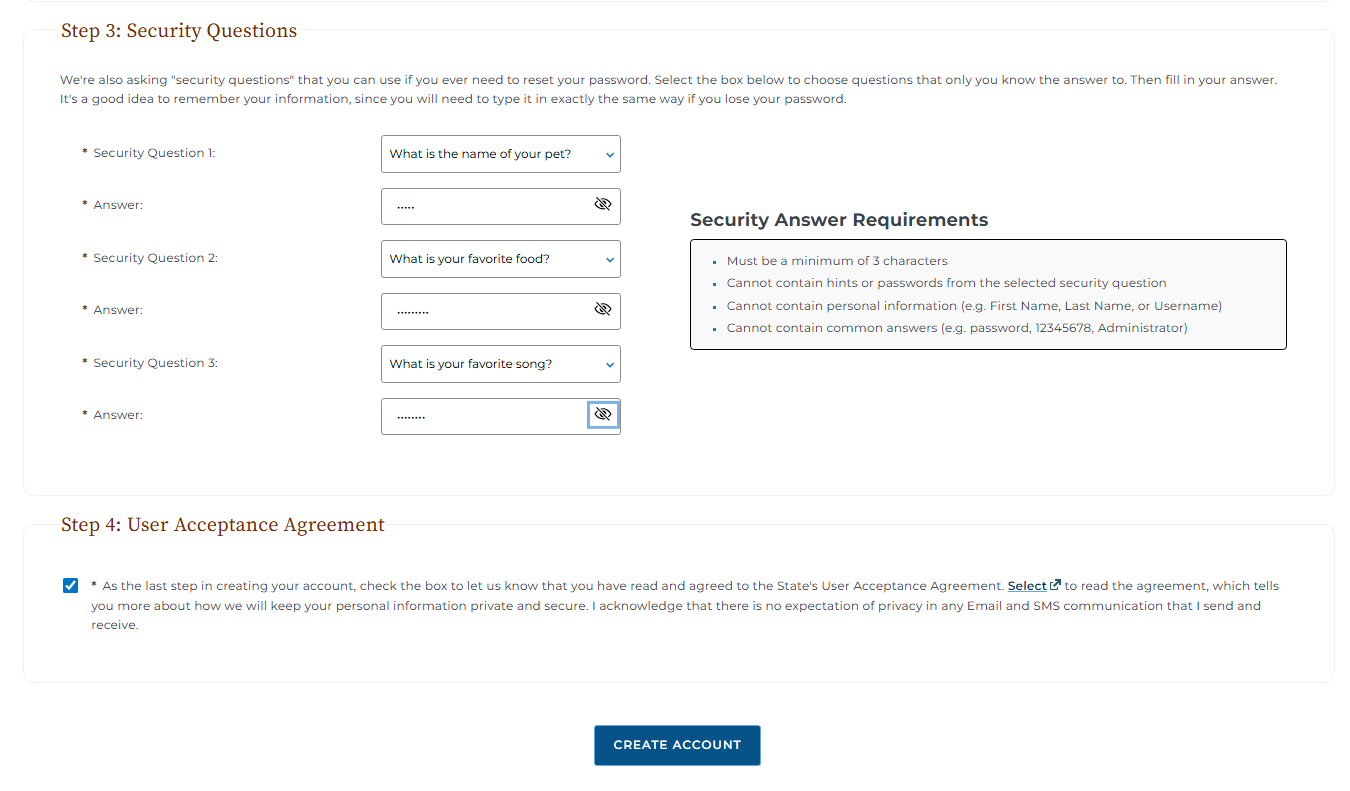 Step 3: Security Questions
We're also asking "security questions" that you can use if you ever need to reset your password. Select the box below to choose questions that only you know the answer to. Then fill in your answer.
It's a good idea to remember your information, since you will need to type it in exactly the same way if you lose your password.
* Security Question 1:
What is the name of your pet?
* Answer:
•••••
* Security Question 2:
What is your favorite food?
* Answer:
•••••••••
* Security Question 3:
What is your favorite song?
* Answer:
••••••••
Security Answer Requirements
• Must be a minimum of 3 characters
• Cannot contain hints or passwords from the selected security question
• Cannot contain personal information (e.g. First Name, Last Name, or Username)
• Cannot contain common answers (e.g. password, 12345678, Administrator)
Step 4: User Acceptance Agreement
* As the last step in creating your account, check the box to let us know that you have read and agreed to the State's User Acceptance Agreement. Select to read the agreement, which tells
you more about how we will keep your personal information private and secure. I acknowledge that there is no expectation of privacy in any Email and SMS communication that I send and
receive.
CREATE ACCOUNT